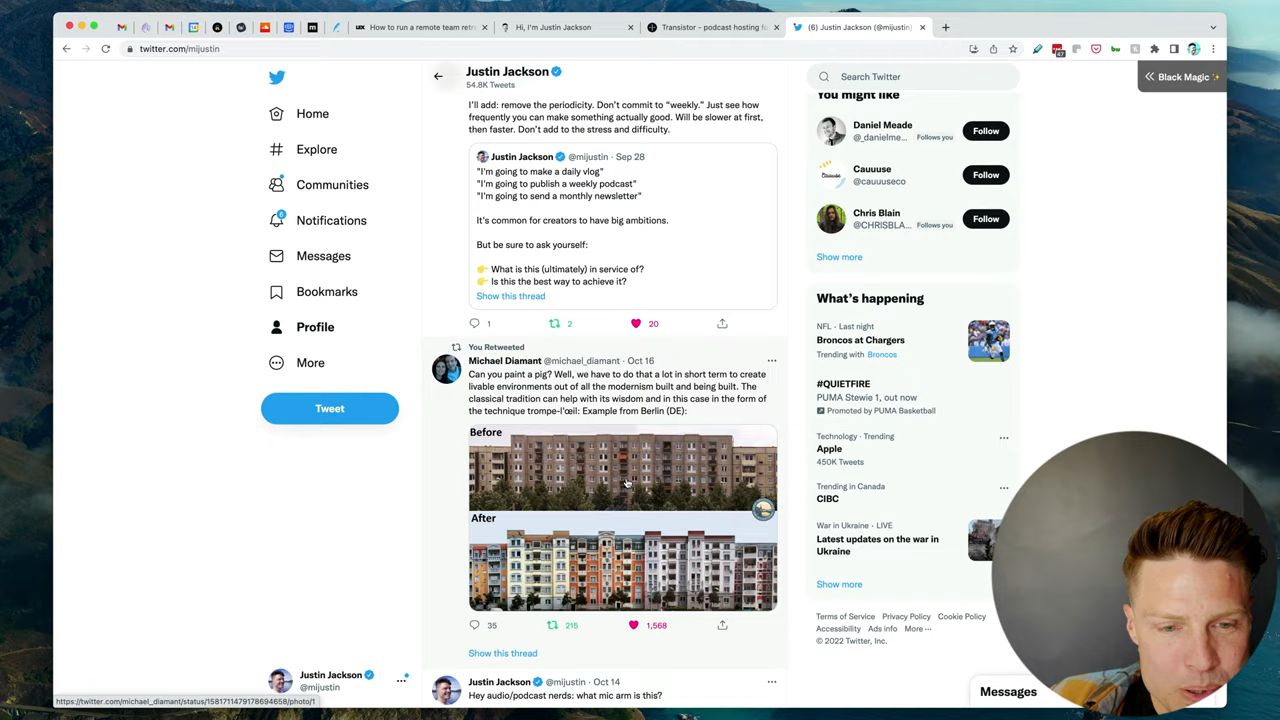 LEX How to run a remote team retr
Hi, I'm Justin Jackson
Transistor – podcast hosting fo
(6) Justin Jackson (@mijustin)
twitter.com/mijustin
47
Home
Explore
Communities
Notifications
6
Messages
Bookmarks
Profile
More
Tweet
Justin Jackson
@mijustin
Justin Jackson
54.8K Tweets
I'll add: remove the periodicity. Don't commit to "weekly." Just see how
frequently you can make something actually good. Will be slower at first,
then faster. Don't add to the stress and difficulty.
Justin Jackson @mijustin · Sep 28
"I'm going to make a daily vlog"
"I'm going to publish a weekly podcast"
"I'm going to send a monthly newsletter"
It's common for creators to have big ambitions.
But be sure to ask yourself:
👉 What is this (ultimately) in service of?
👉 Is this the best way to achieve it?
Show this thread
1 2 20
You Retweeted
Michael Diamant @michael_diamant · Oct 16
Can you paint a pig? Well, we have to do that a lot in short term to create
livable environments out of all the modernism built and being built. The
classical tradition can help with its wisdom and in this case in the form of
the technique trompe-l'œil: Example from Berlin (DE):
Before
After
35 215 1,568
Show this thread
Justin Jackson @mijustin · Oct 14
Hey audio/podcast nerds: what mic arm is this?
Search Twitter
Black Magic ✨
You might like
Daniel Meade
@_danielme... Follows you
Follow
Cauuuse
@cauuuseco
Follow
Chris Blain
@CHRISBLA... Follows you
Follow
Show more
What's happening
NFL · Last night
Broncos at Chargers
Trending with Broncos
#QUIETFIRE
PUMA Stewie 1, out now
Promoted by PUMA Basketball
Technology · Trending
Apple
450K Tweets
Trending in Canada
CIBC
War in Ukraine · LIVE
Latest updates on the war in
Ukraine
Show more
Terms of Service Privacy Policy Cookie Policy
Accessibility Ads info More ···
© 2022 Twitter, Inc.
Messages
https://twitter.com/michael_diamant/status/1581711479178694658/photo/1